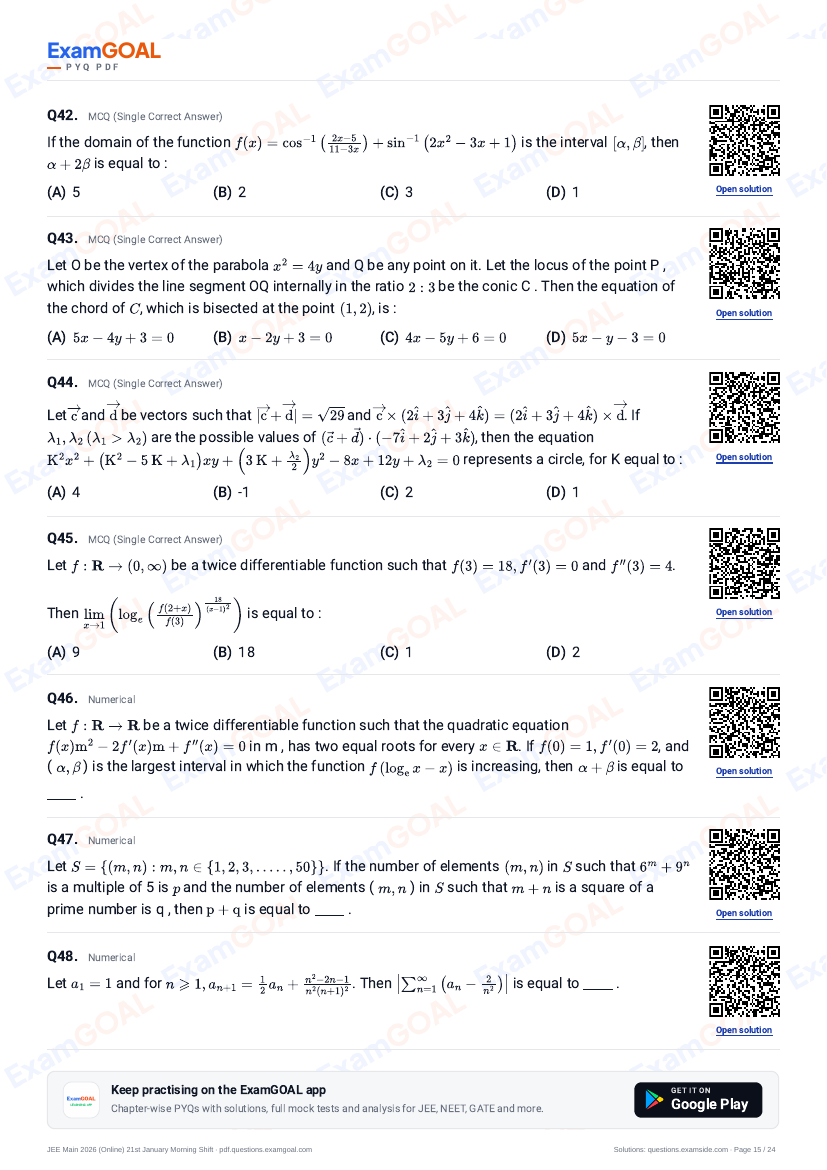 ExamGOAL
PYQ PDF
Q42. MCQ (Single Correct Answer)
If the domain of the function f(x) = cos⁻¹ ((2x−5)/(11−3x)) + sin⁻¹ (2x² − 3x + 1) is the interval [α, β], then
α + 2β is equal to :
(A) 5 (B) 2 (C) 3 (D) 1
Open solution
Q43. MCQ (Single Correct Answer)
Let O be the vertex of the parabola x² = 4y and Q be any point on it. Let the locus of the point P ,
which divides the line segment OQ internally in the ratio 2 : 3 be the conic C . Then the equation of
the chord of C, which is bisected at the point (1, 2), is :
(A) 5x − 4y + 3 = 0 (B) x − 2y + 3 = 0 (C) 4x − 5y + 6 = 0 (D) 5x − y − 3 = 0
Open solution
Q44. MCQ (Single Correct Answer)
Let c⃗ and d⃗ be vectors such that |c⃗ + d⃗| = √29 and c⃗ × (2î + 3ĵ + 4k̂) = (2î + 3ĵ + 4k̂) × d⃗. If
λ₁, λ₂ (λ₁ > λ₂) are the possible values of (c⃗ + d⃗) · (−7î + 2ĵ + 3k̂), then the equation
K²x² + (K² − 5 K + λ₁)xy + (3 K + λ₂/2)y² − 8x + 12y + λ₂ = 0 represents a circle, for K equal to :
(A) 4 (B) -1 (C) 2 (D) 1
Open solution
Q45. MCQ (Single Correct Answer)
Let f : R → (0, ∞) be a twice differentiable function such that f(3) = 18, f′(3) = 0 and f″(3) = 4.
Then lim x→1 (logₑ (f(2+x)/f(3))^(18/(x−1)²)) is equal to :
(A) 9 (B) 18 (C) 1 (D) 2
Open solution
Q46. Numerical
Let f : R → R be a twice differentiable function such that the quadratic equation
f(x)m² − 2f′(x)m + f″(x) = 0 in m , has two equal roots for every x ∈ R. If f(0) = 1, f′(0) = 2, and
( α, β ) is the largest interval in which the function f (logₑ x − x) is increasing, then α + β is equal to
____ .
Open solution
Q47. Numerical
Let S = {(m, n) : m, n ∈ {1, 2, 3, ....., 50}}. If the number of elements (m, n) in S such that 6ᵐ + 9ⁿ
is a multiple of 5 is p and the number of elements ( m, n ) in S such that m + n is a square of a
prime number is q , then p + q is equal to ____ .
Open solution
Q48. Numerical
Let a₁ = 1 and for n ⩾ 1, aₙ₊₁ = ½aₙ + (n²−2n−1)/(n²(n+1)²). Then |∑ₙ₌₁^∞ (aₙ − 2/n²)| is equal to ____ .
Open solution
Keep practising on the ExamGOAL app
Chapter-wise PYQs with solutions, full mock tests and analysis for JEE, NEET, GATE and more.
GET IT ON
Google Play
JEE Main 2026 (Online) 21st January Morning Shift · pdf.questions.examgoal.com
Solutions: questions.examside.com · Page 15 / 24